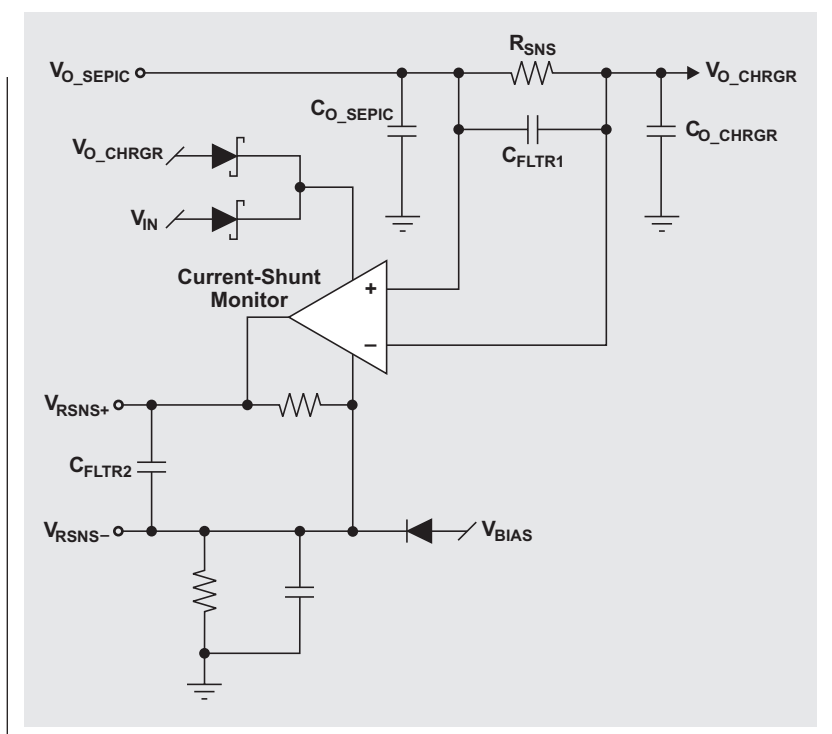 R_SNS
V_O_SEPIC
V_O_CHRGR
C_O_SEPIC
C_O_CHRGR
V_O_CHRGR
C_FLTR1
V_IN
Current-Shunt
Monitor
+
–
V_RSNS+
C_FLTR2
V_RSNS–
V_BIAS